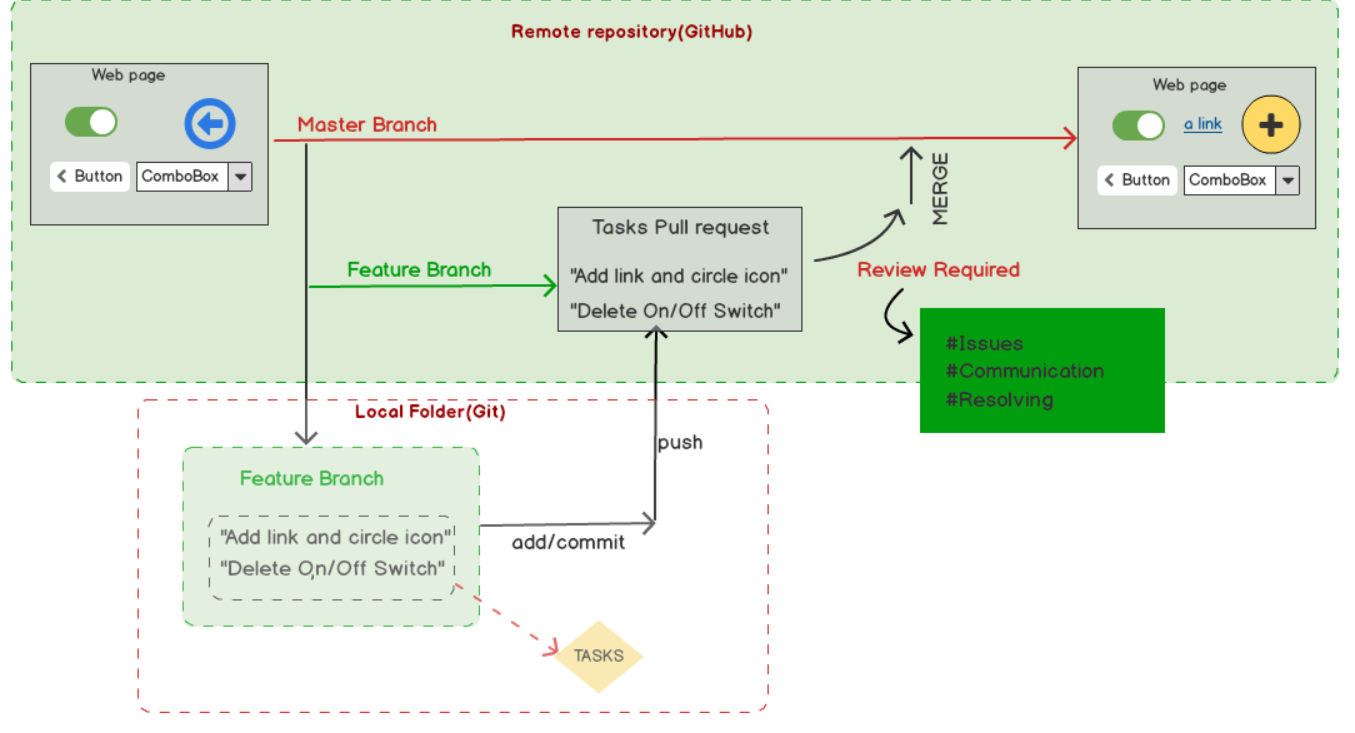 Remote repository(GitHub)
Web page
Button
ComboBox
Master Branch
Web page
a link
Button
ComboBox
MERGE
Feature Branch
Tasks Pull request
"Add link and circle icon"
"Delete On/Off Switch"
Review Required
#Issues
#Communication
#Resolving
Local Folder(Git)
Feature Branch
"Add link and circle icon"
"Delete O,n/Off Switch"
add/commit
push
TASKS